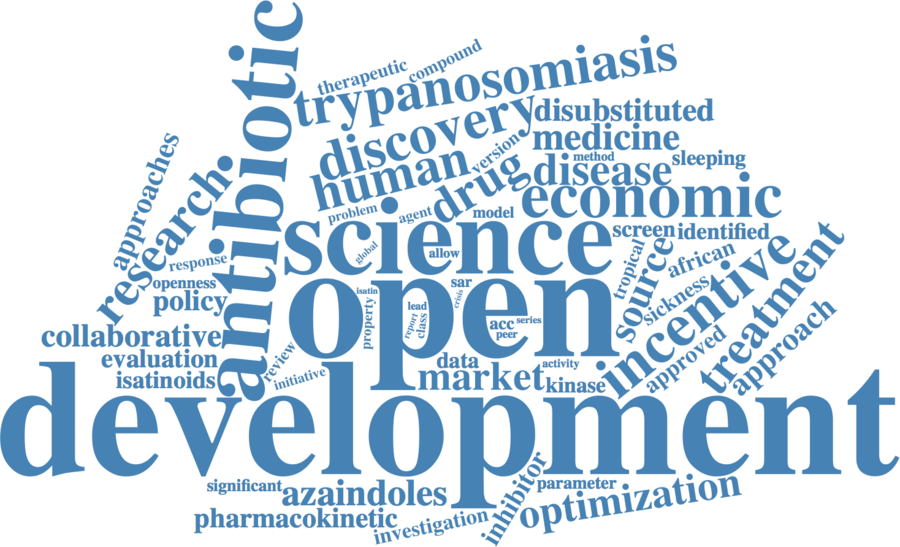 antibiotic
therapeutic
compound
trypanosomiasis
discovery
disubstituted
medicine
human
version
method
sleeping
drug
disease
economic
approaches
research
problem
agent
model
science
screen
identified
global
allow
response
openness
policy
tropical
source
african
sickness
incentive
treatment
open
isatin
property
sar
crisis
lead
report
class
acc
series
peer
collaborative
evaluation
isatinoids
review
initiative
data
activity
market
kinase
approved
approach
development
significant
azaindoles
inhibitor
parameter
optimization
pharmacokinetic
investigation